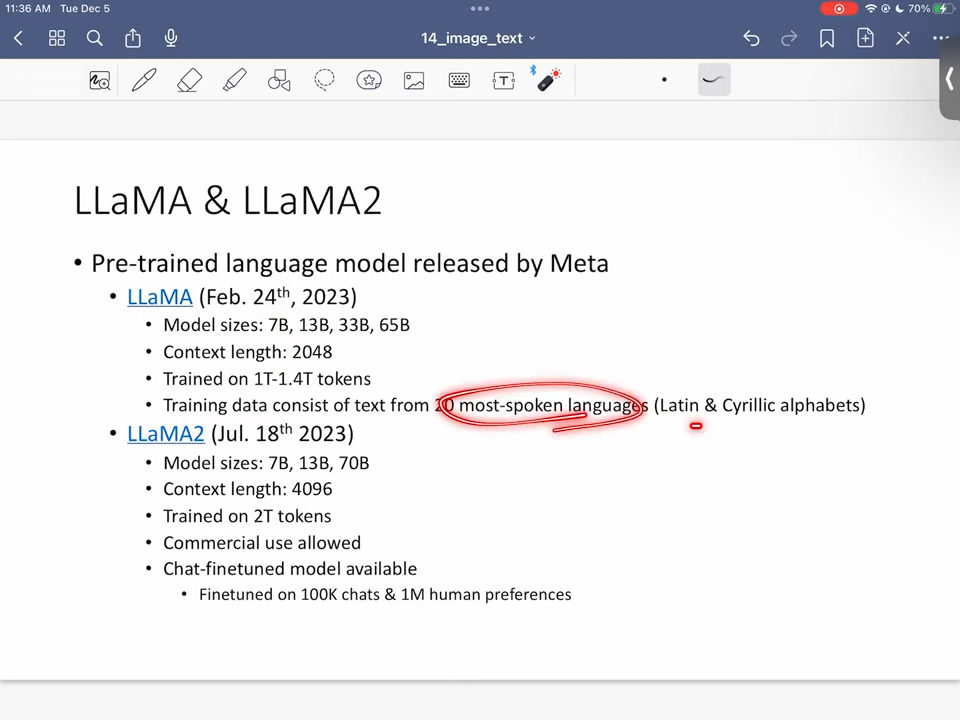 11:36 AM Tue Dec 5
70%
14_image_text
T
LLaMA & LLaMA2
• Pre-trained language model released by Meta
• LLaMA (Feb. 24th, 2023)
• Model sizes: 7B, 13B, 33B, 65B
• Context length: 2048
• Trained on 1T-1.4T tokens
• Training data consist of text from 20 most-spoken languages (Latin & Cyrillic alphabets)
• LLaMA2 (Jul. 18th 2023)
• Model sizes: 7B, 13B, 70B
• Context length: 4096
• Trained on 2T tokens
• Commercial use allowed
• Chat-finetuned model available
• Finetuned on 100K chats & 1M human preferences